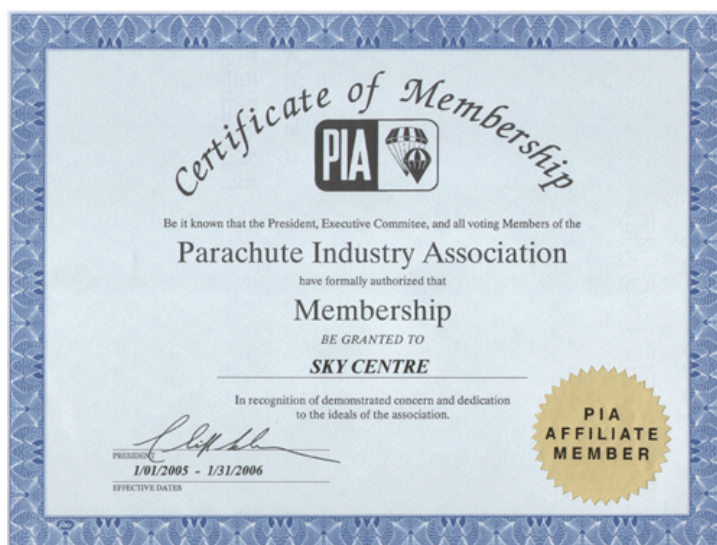 Certificate of Membership
PIA
Be it known that the President, Executive Commitee, and all voting Members of the
Parachute Industry Association
have formally authorized that
Membership
BE GRANTED TO
SKY CENTRE
In recognition of demonstrated concern and dedication
to the ideals of the association.
PRESIDENT
1/01/2005 - 1/31/2006
EFFECTIVE DATES
PIA
AFFILIATE
MEMBER